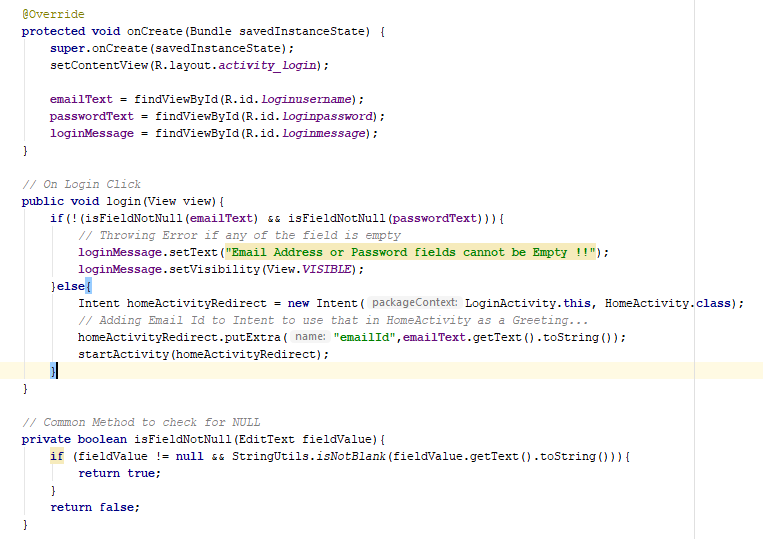 @Override
protected void onCreate(Bundle savedInstanceState) {
    super.onCreate(savedInstanceState);
    setContentView(R.layout.activity_login);

    emailText = findViewById(R.id.loginusername);
    passwordText = findViewById(R.id.loginpassword);
    loginMessage = findViewById(R.id.loginmessage);
}

// On Login Click
public void login(View view){
    if(!(isFieldNotNull(emailText) && isFieldNotNull(passwordText))){
        // Throwing Error if any of the field is empty
        loginMessage.setText("Email Address or Password fields cannot be Empty !!");
        loginMessage.setVisibility(View.VISIBLE);
    }else{
        Intent homeActivityRedirect = new Intent( packageContext: LoginActivity.this, HomeActivity.class);
        // Adding Email Id to Intent to use that in HomeActivity as a Greeting...
        homeActivityRedirect.putExtra( name: "emailId",emailText.getText().toString());
        startActivity(homeActivityRedirect);
    }
}

// Common Method to check for NULL
private boolean isFieldNotNull(EditText fieldValue){
    if (fieldValue != null && StringUtils.isNotBlank(fieldValue.getText().toString())){
        return true;
    }
    return false;
}